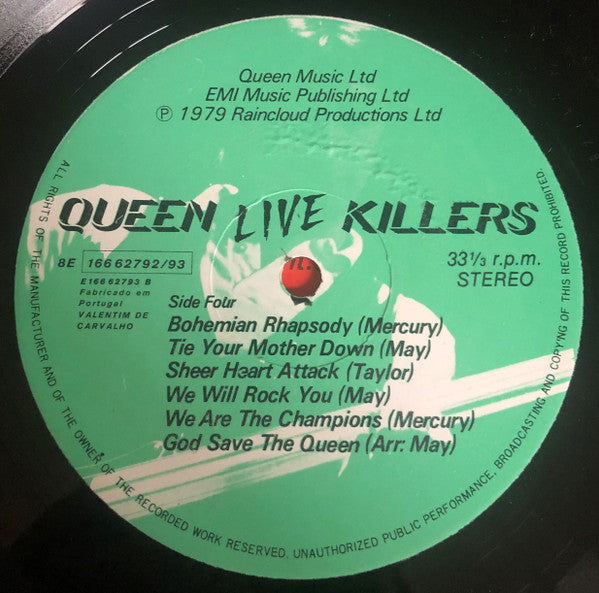 Queen Music Ltd
EMI Music Publishing Ltd
℗ 1979 Raincloud Productions Ltd
QUEEN LIVE KILLERS
8E 166 62792/93
E166 62793 B
Fabricado em
Portugal
VALENTIM DE
CARVALHO
33⅓ r.p.m.
STEREO
Side Four
Bohemian Rhapsody (Mercury)
Tie Your Mother Down (May)
Sheer Heart Attack (Taylor)
We Will Rock You (May)
We Are The Champions (Mercury)
God Save The Queen (Arr: May)
ALL RIGHTS OF THE MANUFACTURER AND OF THE OWNER OF THE RECORDED WORK RESERVED. UNAUTHORIZED PUBLIC PERFORMANCE, BROADCASTING AND COPYING OF THIS RECORD PROHIBITED.